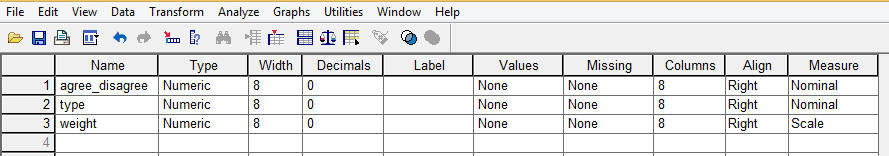 File Edit View Data Transform Analyze Graphs Utilities Window Help
Name Type Width Decimals Label Values Missing Columns Align Measure
1 agree_disagree Numeric 8 0 None None 8 Right Nominal
2 type Numeric 8 0 None None 8 Right Nominal
3 weight Numeric 8 0 None None 8 Right Scale
4